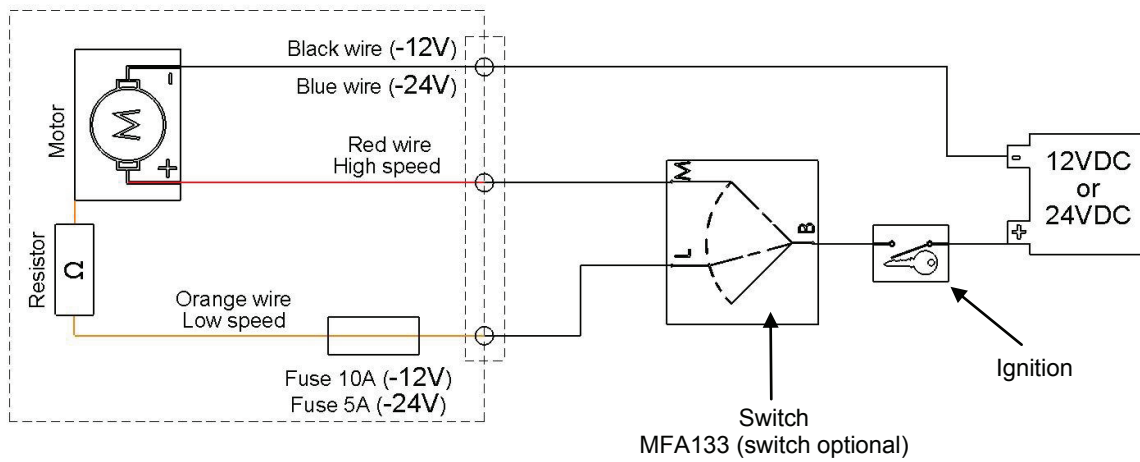 Black wire (-12V)
Blue wire (-24V)
Motor
-
M
+
Red wire
High speed
Resistor
Ω
Orange wire
Low speed
Fuse 10A (-12V)
Fuse 5A (-24V)
M
L
B
Switch
MFA133 (switch optional)
Ignition
-
+
12VDC
or
24VDC